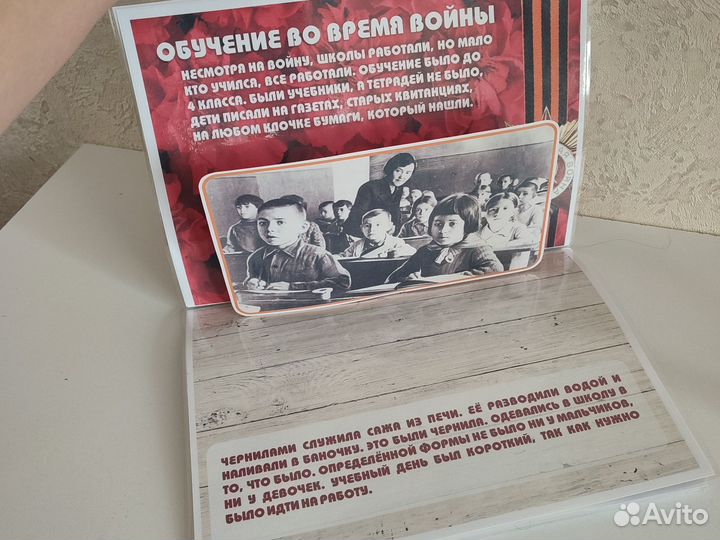 ОБУЧЕНИЕ ВО ВРЕМЯ ВОЙНЫ
НЕСМОТРЯ НА ВОЙНУ, ШКОЛЫ РАБОТАЛИ, НО МАЛО
КТО УЧИЛСЯ, ВСЕ РАБОТАЛИ. ОБУЧЕНИЕ БЫЛО ДО
4 КЛАССА. БЫЛИ УЧЕБНИКИ, А ТЕТРАДЕЙ НЕ БЫЛО,
ДЕТИ ПИСАЛИ НА ГАЗЕТАХ, СТАРЫХ КВИТАНЦИАХ,
НА ЛЮБОМ КЛОЧКЕ БУМАГИ, КОТОРЫЙ НАШЛИ.
ЧЕРНИЛАМИ СЛУЖИЛА САЖА ИЗ ПЕЧИ. ЕЁ РАЗВОДИЛИ ВОДОЙ И
НАЛИВАЛИ В БАНОЧКУ. ЭТО БЫЛИ ЧЕРНИЛА. ОДЕВАЛИСЬ В ШКОЛУ В
ТО, ЧТО БЫЛО. ОПРЕДЕЛЁННОЙ ФОРМЫ НЕ БЫЛО НИ У МАЛЬЧИКОВ,
НИ У ДЕВОЧЕК. УЧЕБНЫЙ ДЕНЬ БЫЛ КОРОТКИЙ, ТАК КАК НУЖНО
БЫЛО ИДТИ НА РАБОТУ.
Avito